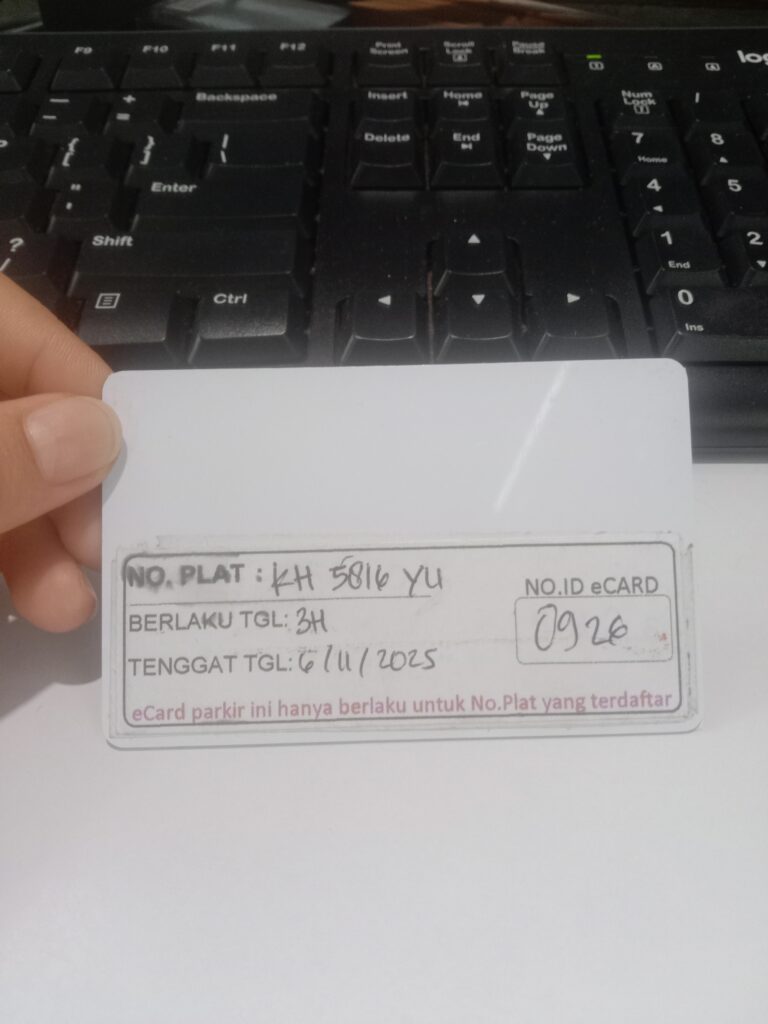 F9 F10 F11 F12 Print Screen Scroll Lock Pause Break
Backspace Insert Home Page Up Num Lock /
Delete End Page Down 7 Home 8
" Enter 4 5
? Shift 1 End 2
Ctrl 0 Ins
NO. PLAT : KH 5816 YU
NO.ID eCARD
BERLAKU TGL: 3H
0926
TENGGAT TGL: 6/11/2025
eCard parkir ini hanya berlaku untuk No.Plat yang terdaftar